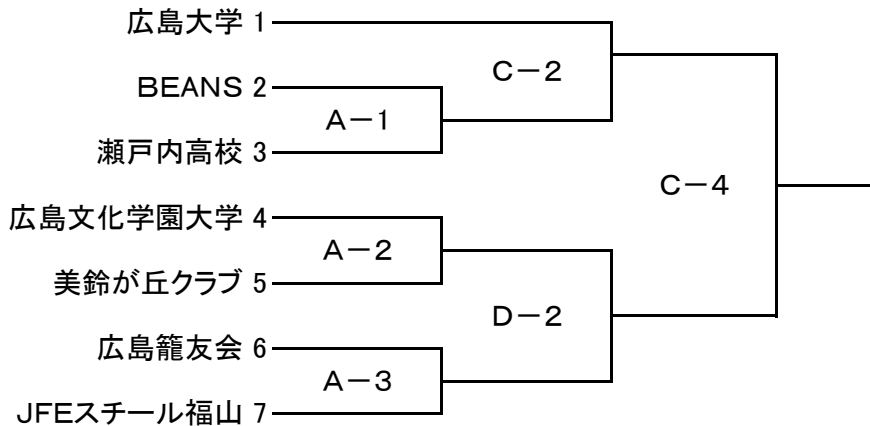 広島大学 1
C－2
BEANS 2
A－1
瀬戸内高校 3
C－4
広島文化学園大学 4
A－2
美鈴が丘クラブ 5
D－2
広島籠友会 6
A－3
JFEスチール福山 7